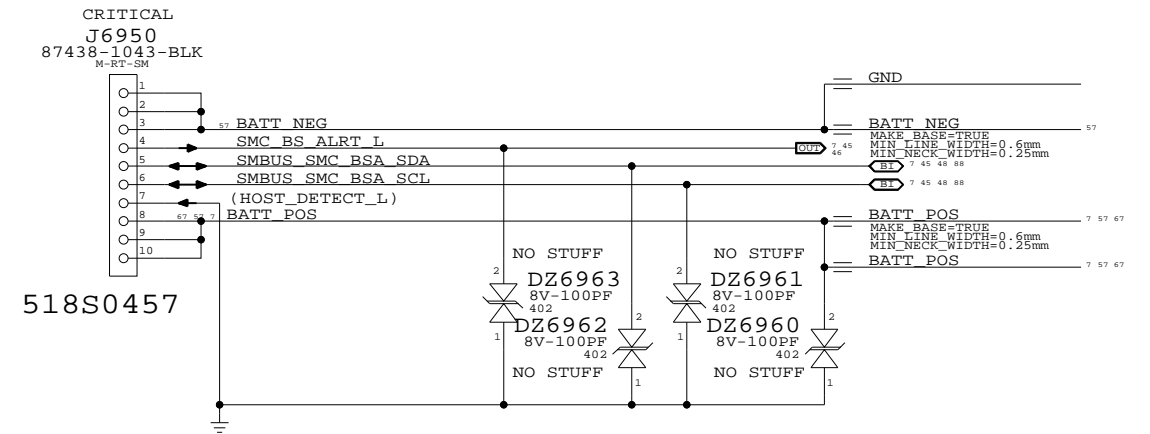 CRITICAL
J6950
87438-1043-BLK
M-RT-SM
1
2
3
4
5
6
7
8
9
10
518S0457
57 BATT_NEG
SMC_BS_ALRT_L
SMBUS_SMC_BSA_SDA
SMBUS_SMC_BSA_SCL
(HOST_DETECT_L)
67 57 7 BATT_POS
GND
BATT_NEG 57
MAKE_BASE=TRUE
MIN_LINE_WIDTH=0.6mm
MIN_NECK_WIDTH=0.25mm
OUT 7 45
46
BI 7 45 48 88
BI 7 45 48 88
BATT_POS 7 57 67
MAKE_BASE=TRUE
MIN_LINE_WIDTH=0.6mm
MIN_NECK_WIDTH=0.25mm
BATT_POS 7 57 67
NO STUFF
2
DZ6963
8V-100PF
402
1
2
DZ6962
8V-100PF
402
NO STUFF
1
NO STUFF
2
DZ6961
8V-100PF
402
1
2
DZ6960
8V-100PF
402
NO STUFF
1